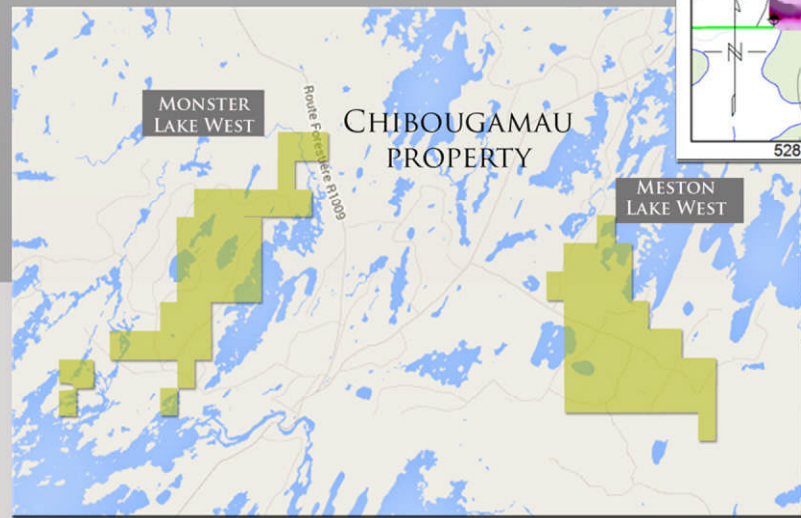 MONSTER
LAKE WEST
Route Forestière R1009
CHIBOUGAMAU
PROPERTY
N
528
MESTON
LAKE WEST